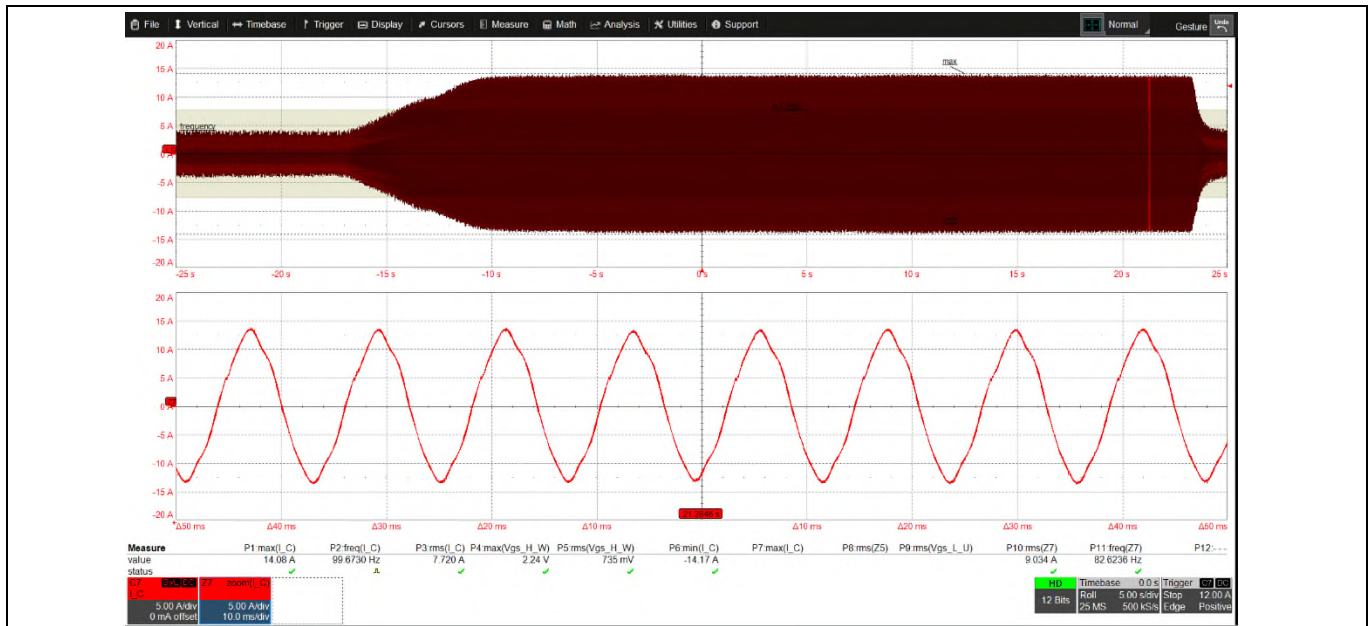 File Vertical Timebase Trigger Display Cursors Measure Math Analysis Utilities Support Normal Gesture Undo
20 A
15 A
10 A
5 A
0 A
-5 A
-10 A
-15 A
-20 A
max
frequency
-25 s -20 s -15 s -10 s -5 s 0 s 5 s 10 s 15 s 20 s 25 s
20 A
15 A
10 A
5 A
0 A
-5 A
-10 A
-15 A
-20 A
21.2846 s
Δ50 ms Δ40 ms Δ30 ms Δ20 ms Δ10 ms Δ10 ms Δ20 ms Δ30 ms Δ40 ms Δ50 ms
Measure P1:max(I_C) P2:freq(I_C) P3:rms(I_C) P4:max(Vgs_H_W) P5:rms(Vgs_H_W) P6:min(I_C) P7:max(I_C) P8:rms(Z5) P9:rms(Vgs_L_U) P10:rms(Z7) P11:freq(Z7) P12:- - -
value 14.08 A 99.6730 Hz 7.720 A 2.24 V 735 mV -14.17 A 9.034 A 82.6236 Hz
status
C7 DC
I_C
5.00 A/div
0 mA offset
Z7 zoom(I_C)
5.00 A/div
10.0 ms/div
HD
12 Bits
Timebase 0.0 s
Roll 5.00 s/div
25 MS 500 kS/s
Trigger C7 DC
Stop 12.00 A
Edge Positive